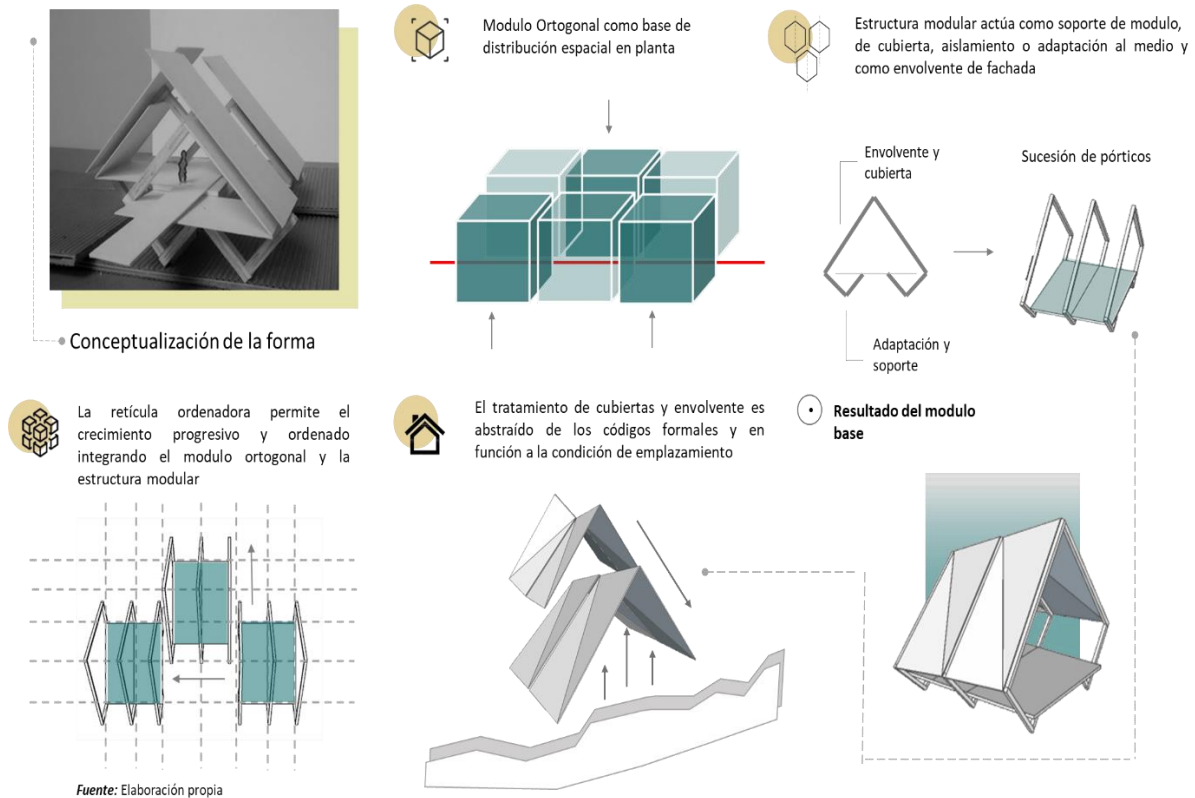 Conceptualización de la forma
Modulo Ortogonal como base de
distribución espacial en planta
Estructura modular actúa como soporte de modulo,
de cubierta, aislamiento o adaptación al medio y
como envolvente de fachada
Envolvente y
cubierta
Sucesión de pórticos
Adaptación y
soporte
La retícula ordenadora permite el
crecimiento progresivo y ordenado
integrando el modulo ortogonal y la
estructura modular
El tratamiento de cubiertas y envolvente es
abstraído de los códigos formales y en
función a la condición de emplazamiento
Resultado del modulo
base
Fuente: Elaboración propia